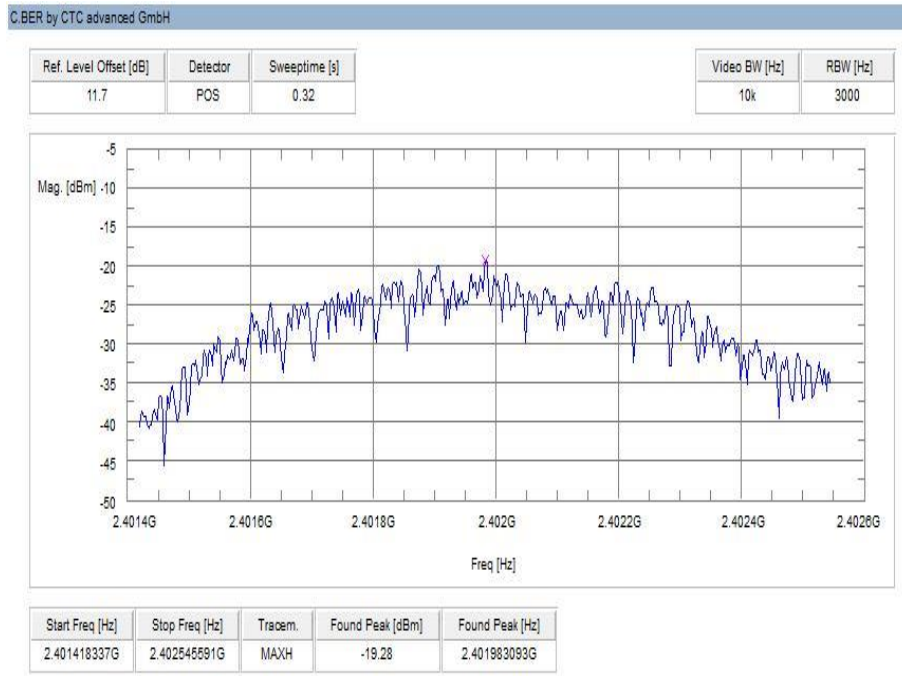 C.BER by CTC advanced GmbH
Ref. Level Offset [dB] Detector Sweeptime [s] Video BW [Hz] RBW [Hz]
11.7 POS 0.32 10k 3000
-5
Mag. [dBm] -10
-15
-20
-25
-30
-35
-40
-45
-50
2.4014G 2.4016G 2.4018G 2.402G 2.4022G 2.4024G 2.4026G
Freq [Hz]
Start Freq [Hz] Stop Freq [Hz] Tracem. Found Peak [dBm] Found Peak [Hz]
2.401418337G 2.402545591G MAXH -19.28 2.401983093G